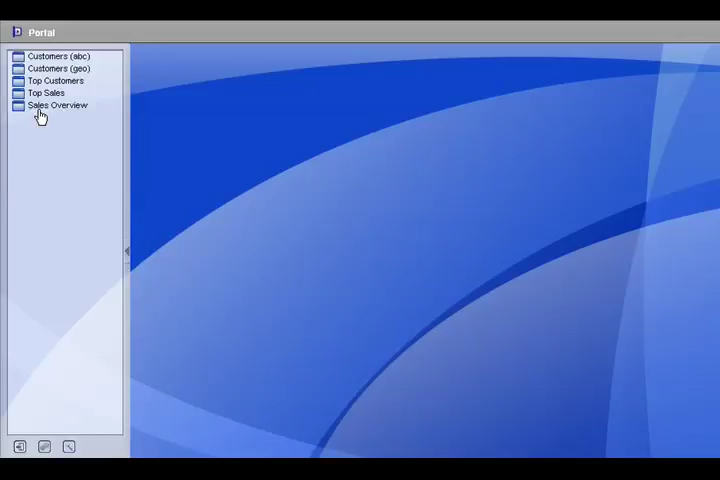 Portal
Customers (abc)
Customers (geo)
Top Customers
Top Sales
Sales Overview